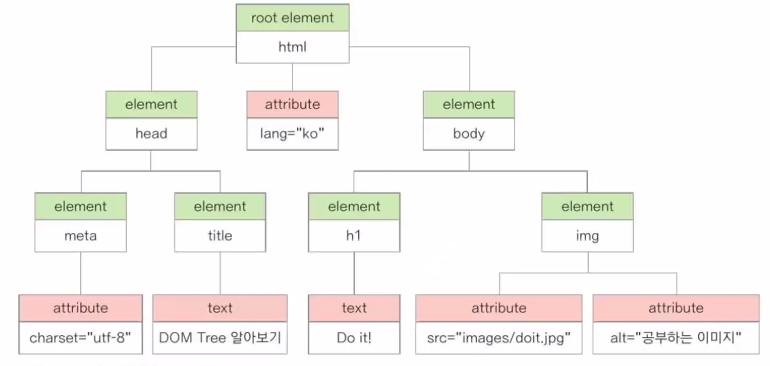 root element
html
element
head
attribute
lang="ko"
element
body
element
meta
element
title
element
h1
element
img
attribute
charset="utf-8"
text
DOM Tree 알아보기
text
Do it!
attribute
src="images/doit.jpg"
attribute
alt="공부하는 이미지"